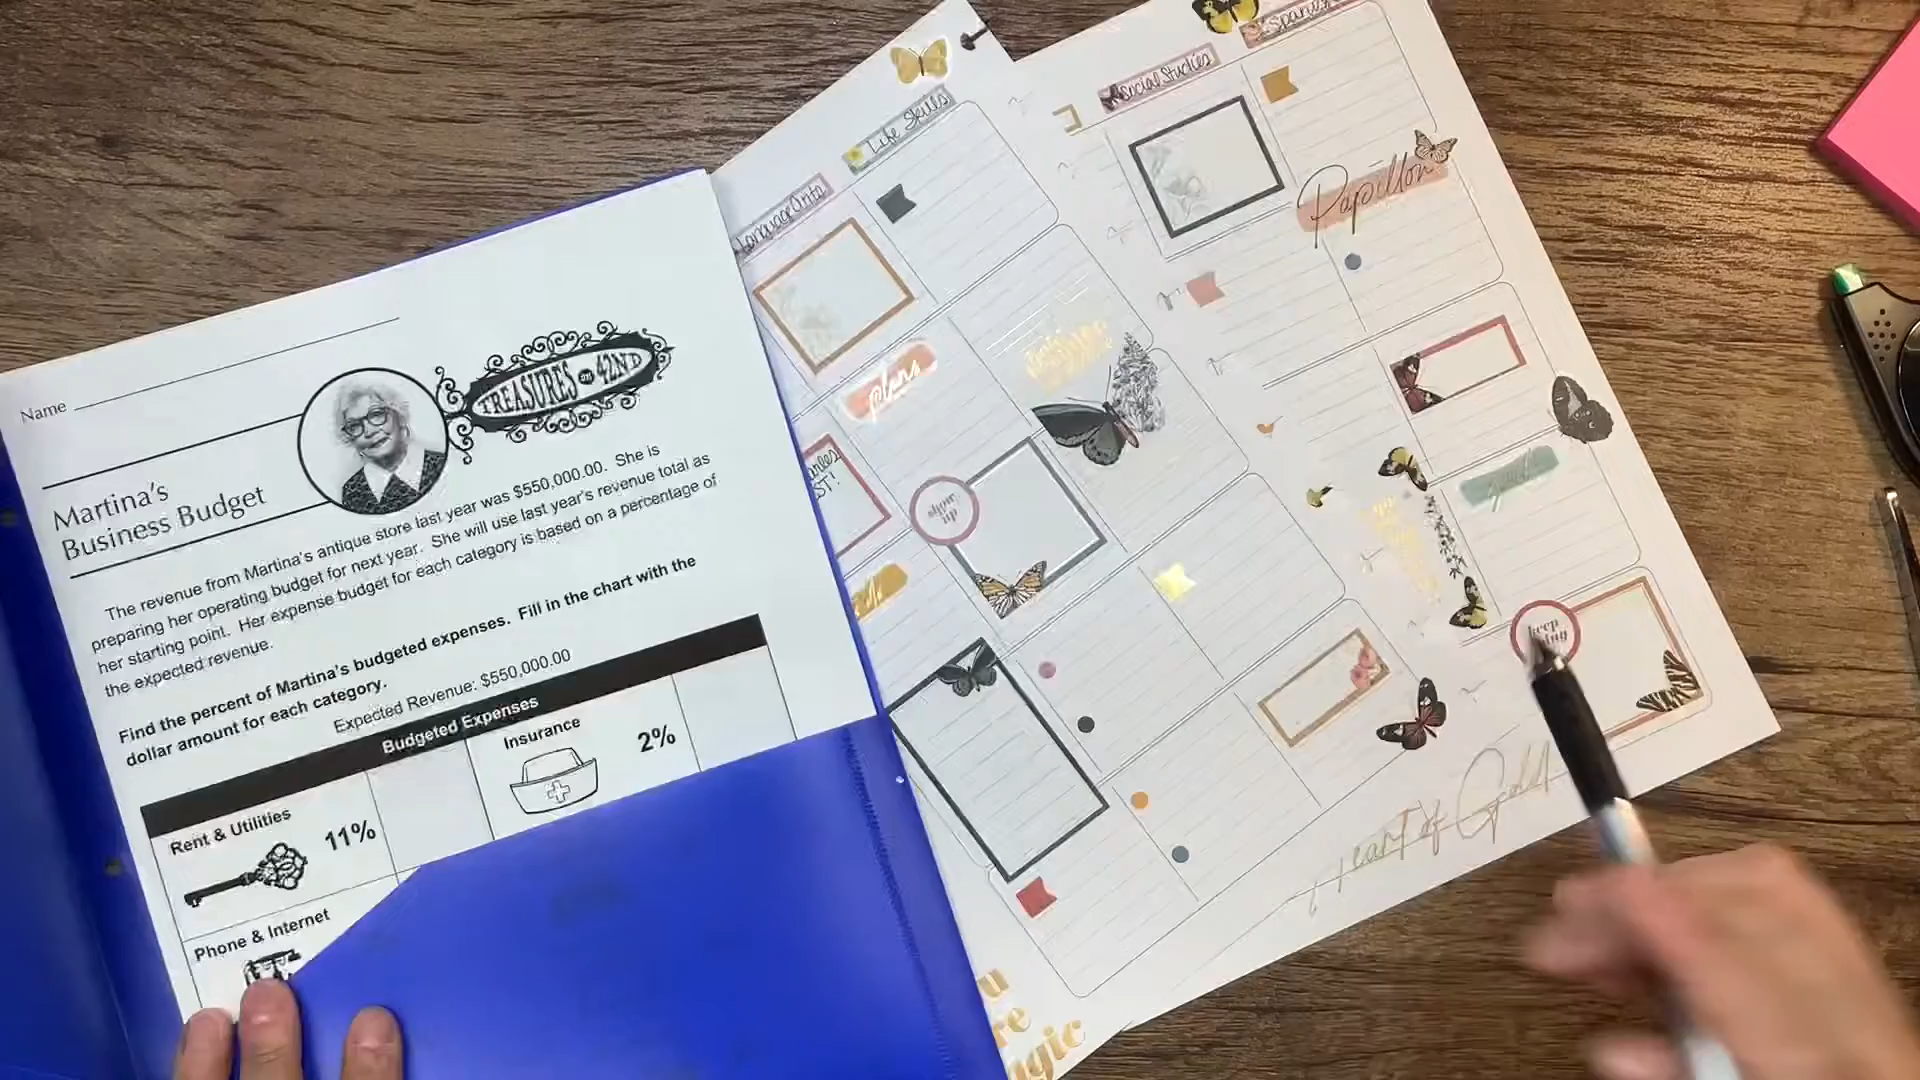 Name
TREASURES on 42ND
Martina's
Business Budget
The revenue from Martina's antique store last year was $550,000.00. She is
preparing her operating budget for next year. She will use last year's revenue total as
her starting point. Her expense budget for each category is based on a percentage of
the expected revenue.
Find the percent of Martina's budgeted expenses. Fill in the chart with the
dollar amount for each category.
Expected Revenue: $550,000.00
Budgeted Expenses
Rent & Utilities
11%
Insurance
2%
Phone & Internet
Language Arts
Life Skills
plans
show
up
Social Studies
Papillon
keep
Heart of Gold